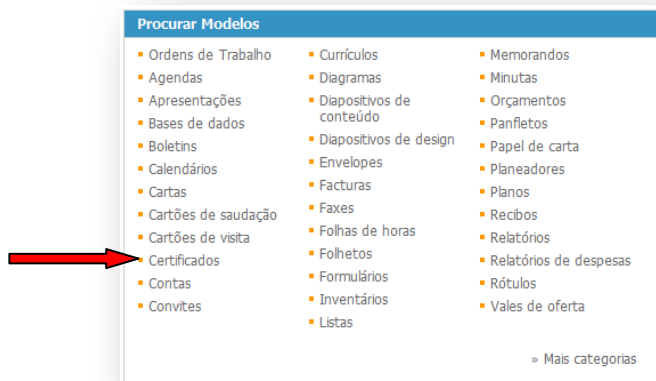 Procurar Modelos
Ordens de Trabalho
Agendas
Apresentações
Bases de dados
Boletins
Calendários
Cartas
Cartões de saudação
Cartões de visita
Certificados
Contas
Convites
Currículos
Diagramas
Diapositivos de
conteúdo
Diapositivos de design
Envelopes
Facturas
Faxes
Folhas de horas
Folhetos
Formulários
Inventários
Listas
Memorandos
Minutas
Orçamentos
Panfletos
Papel de carta
Planeadores
Planos
Recibos
Relatórios
Relatórios de despesas
Rótulos
Vales de oferta
» Mais categorias